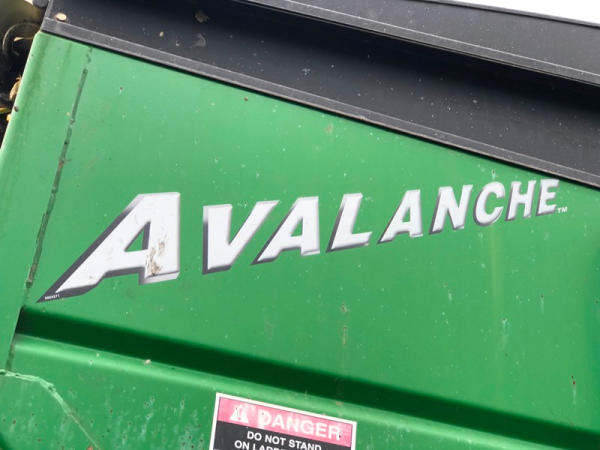 AVALANCHE™
DANGER
DO NOT STAND